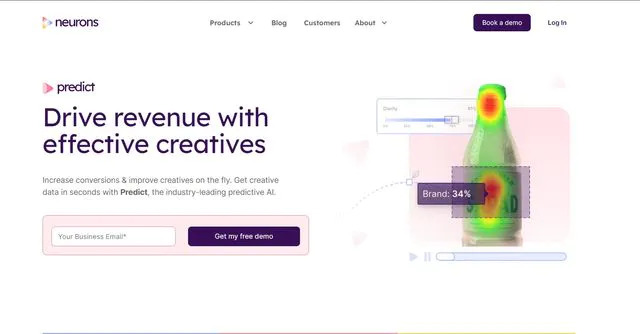 neurons
Products
Blog
Customers
About
Book a demo
Log In
predict
Drive revenue with
effective creatives
Increase conversions & improve creatives on the fly. Get creative
data in seconds with Predict, the industry-leading predictive AI.
Your Business Email*
Get my free demo
Clarity
Brand: 34%